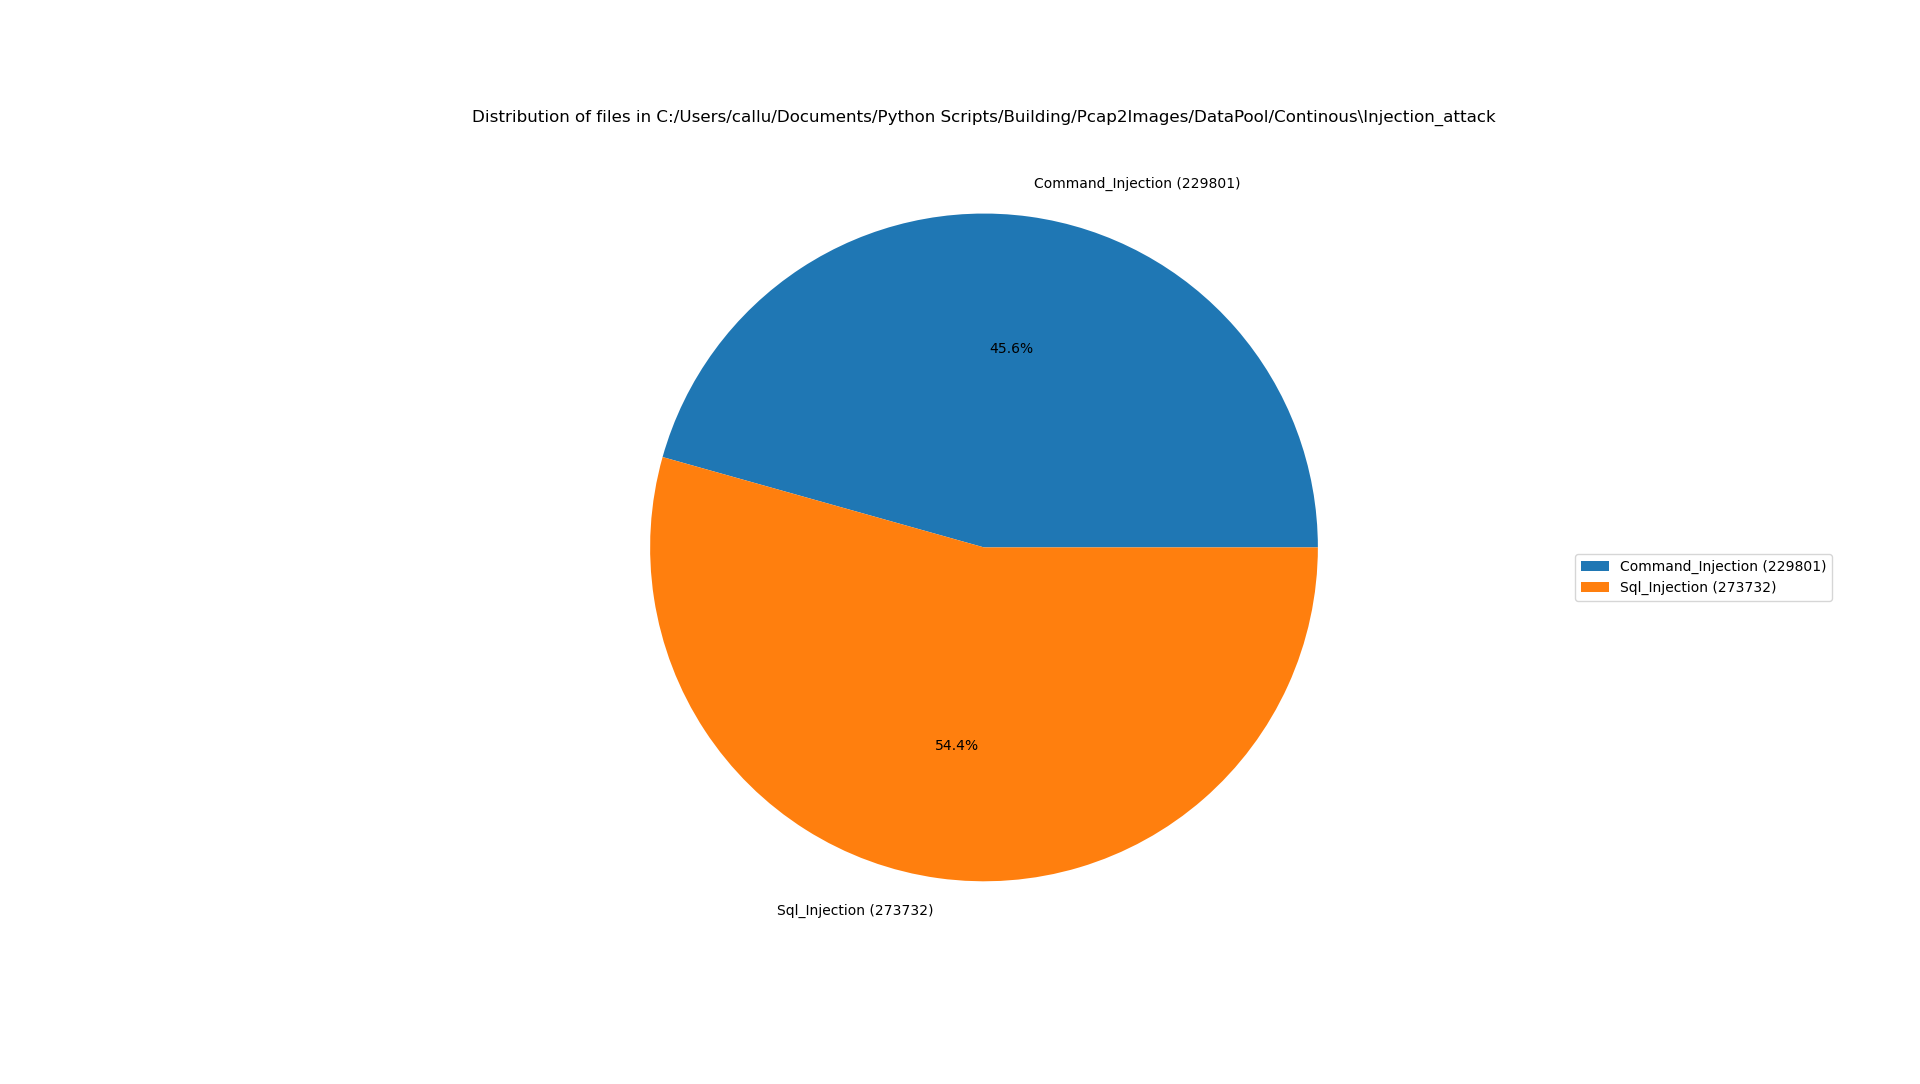 Distribution of files in C:/Users/callu/Documents/Python Scripts/Building/Pcap2Images/DataPool/Continous\Injection_attack
Command_Injection (229801)
45.6%
Command_Injection (229801)
Sql_Injection (273732)
54.4%
Sql_Injection (273732)